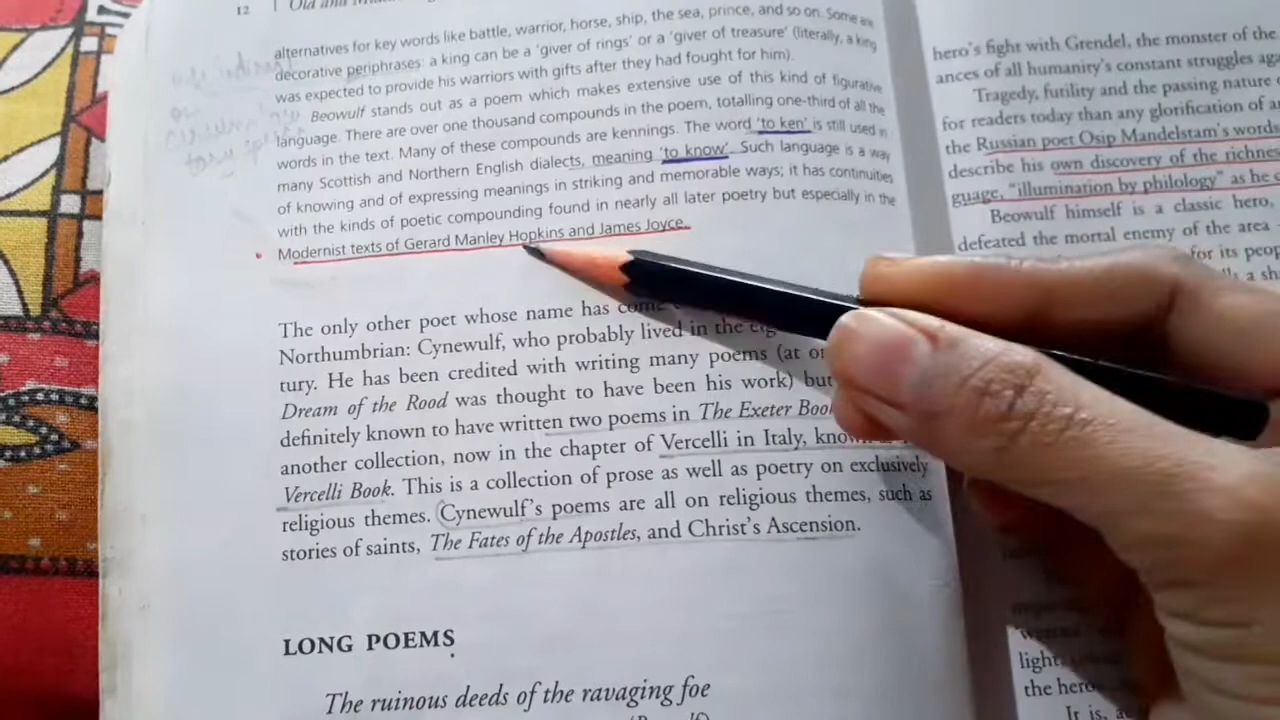 12 | Old and
alternatives for key words like battle, warrior, horse, ship, the sea, prince, and so on. Some are
decorative periphrases: a king can be a 'giver of rings' or a 'giver of treasure' (literally, a king
was expected to provide his warriors with gifts after they had fought for him).
Beowulf stands out as a poem which makes extensive use of this kind of figurative
language. There are over one thousand compounds in the poem, totalling one-third of all the
words in the text. Many of these compounds are kennings. The word 'to ken' is still used in
many Scottish and Northern English dialects, meaning 'to know'. Such language is a way
of knowing and of expressing meanings in striking and memorable ways; it has continuities
with the kinds of poetic compounding found in nearly all later poetry but especially in the
Modernist texts of Gerard Manley Hopkins and James Joyce.
The only other poet whose name has come
Northumbrian: Cynewulf, who probably lived in the
tury. He has been credited with writing many poems (at
Dream of the Rood was thought to have been his work) but
definitely known to have written two poems in The Exeter Boo
another collection, now in the chapter of Vercelli in Italy, know
Vercelli Book. This is a collection of prose as well as poetry on exclusively
religious themes. Cynewulf's poems are all on religious themes, such as
stories of saints, The Fates of the Apostles, and Christ's Ascension.
LONG POEMS
The ruinous deeds of the ravaging foe
hero's fight with Grendel, the monster of the
ances of all humanity's constant struggles aga
Tragedy, futility and the passing nature
for readers today than any glorification of a
the Russian poet Osip Mandelstam's words
describe his own discovery of the richnes
guage, "illumination by philology" as he c
Beowulf himself is a classic hero,
defeated the mortal enemy of the area
for its peop
a sh
light
the hero
It is,